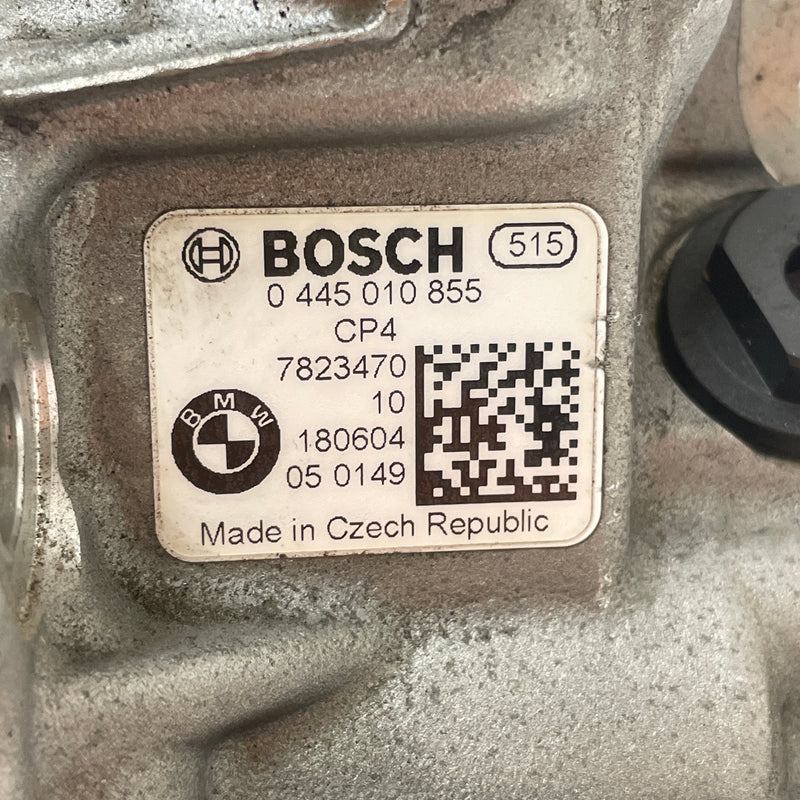 BOSCH 515
0 445 010 855
CP4
7823470
10
BMW
180604
05 0149
Made in Czech Republic